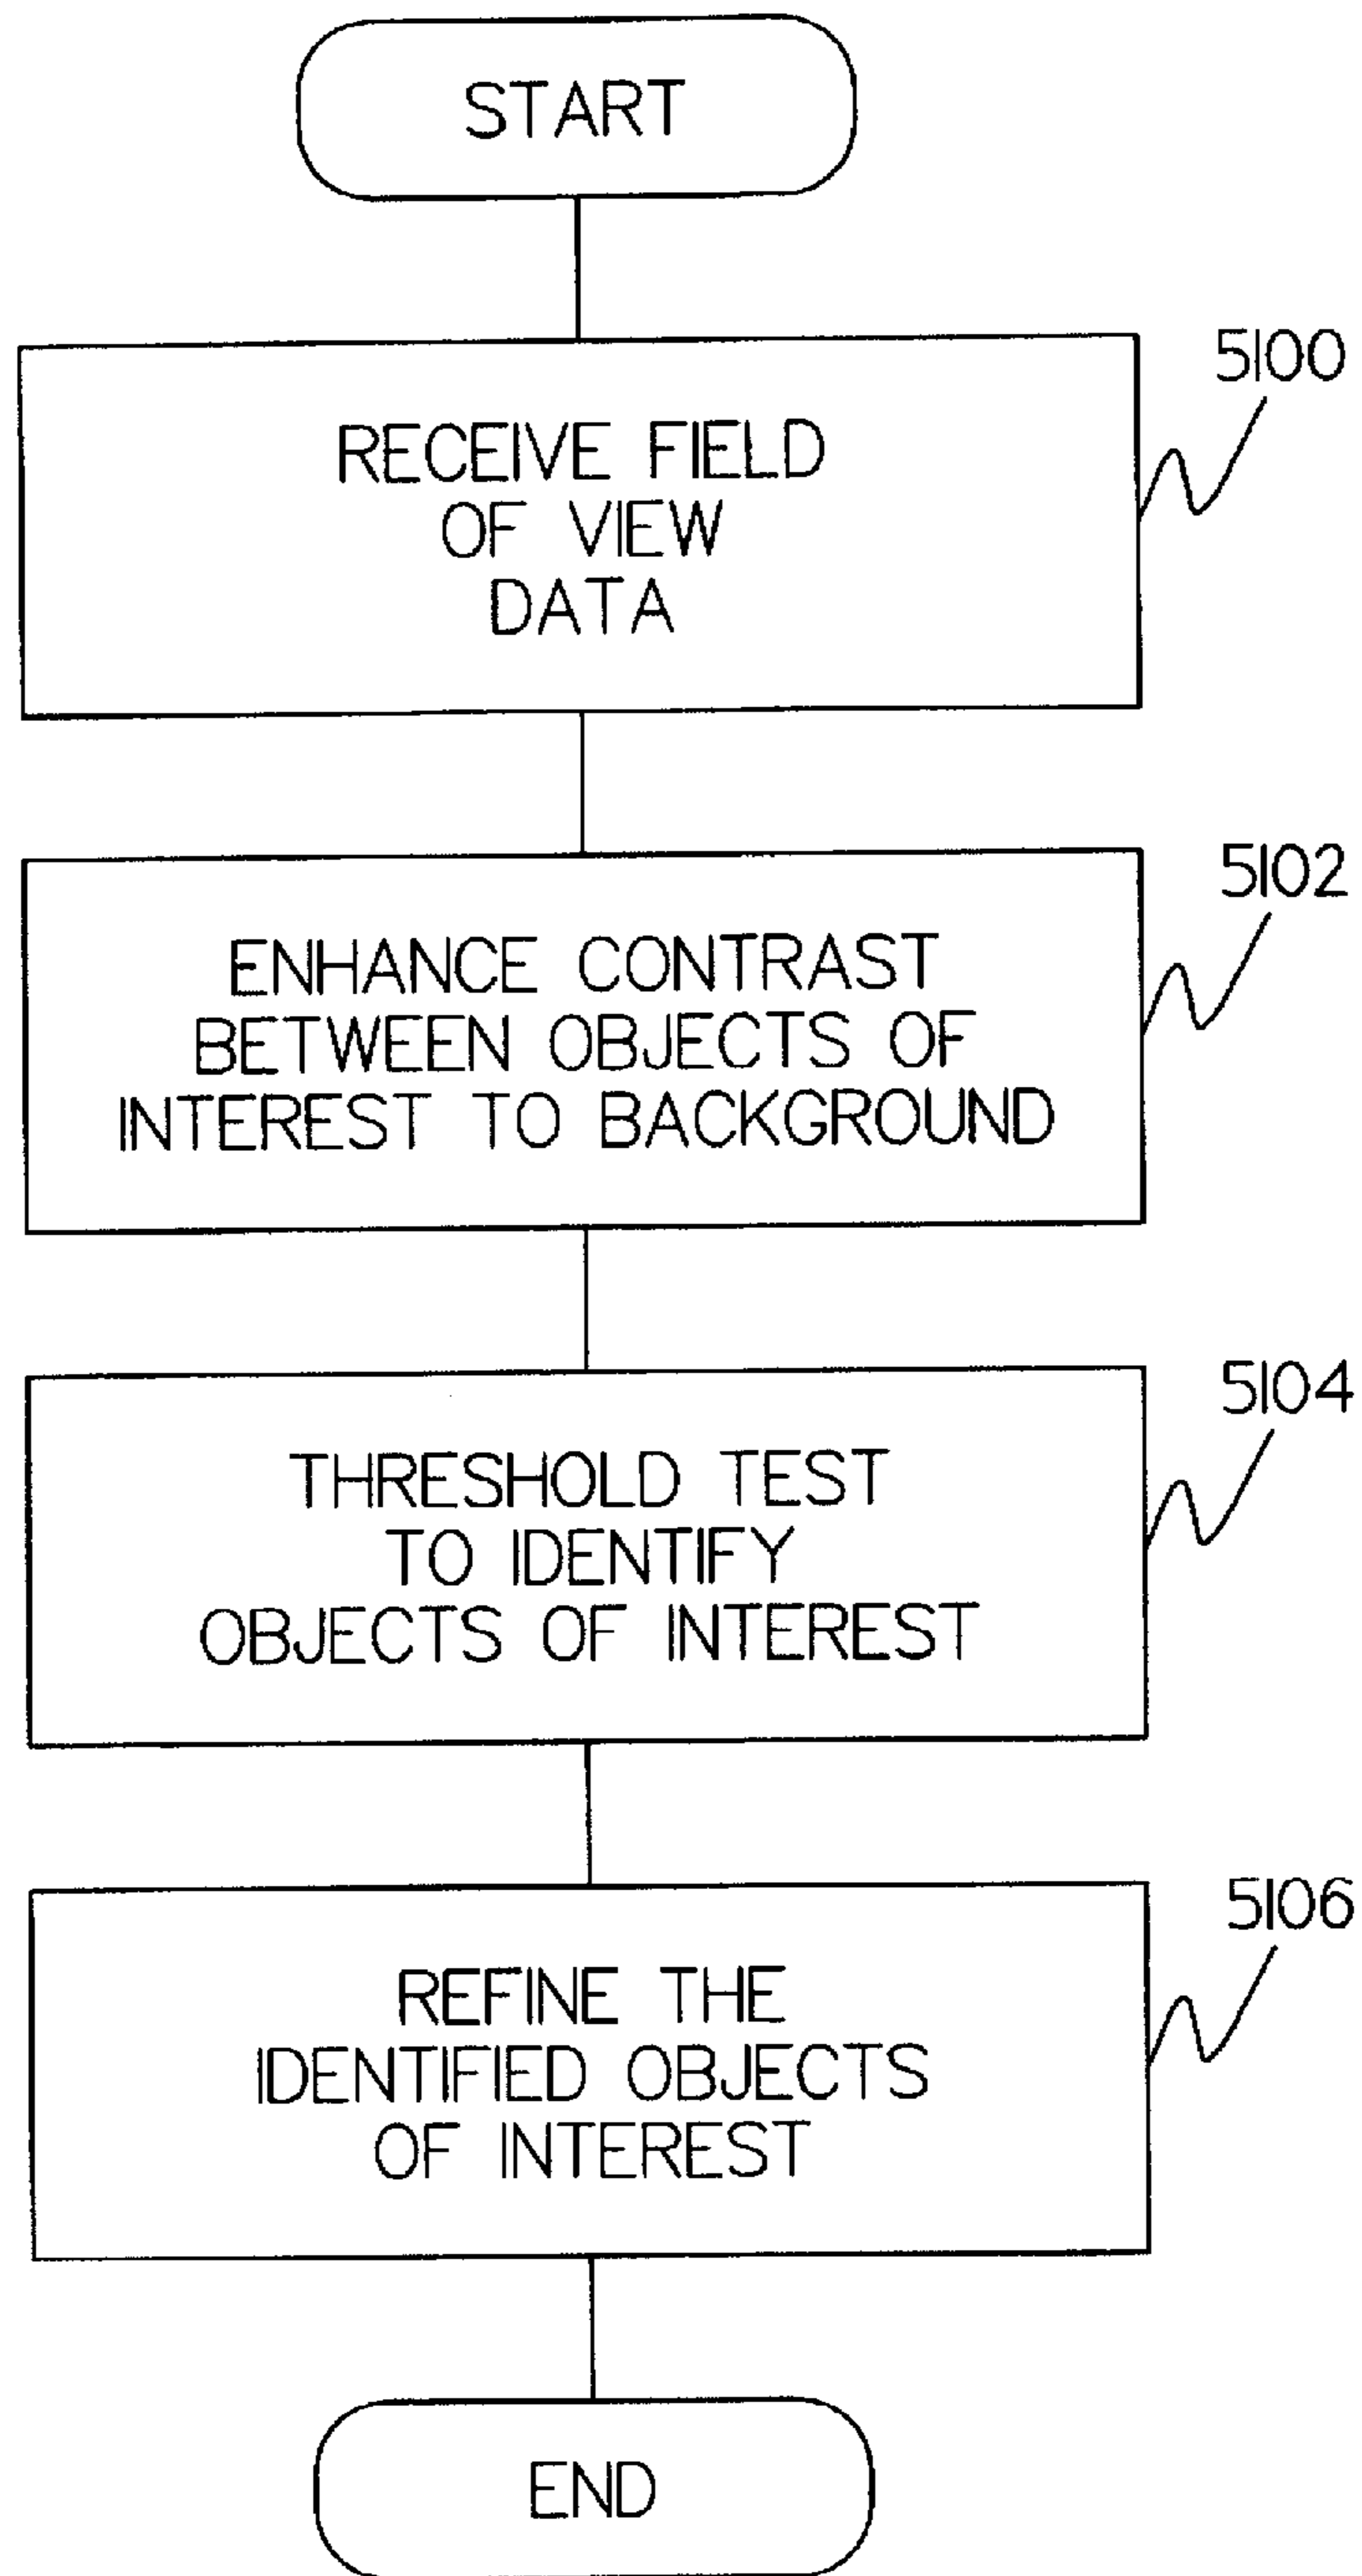 START
RECEIVE FIELD
OF VIEW
DATA
5100
ENHANCE CONTRAST
BETWEEN OBJECTS OF
INTEREST TO BACKGROUND
5102
THRESHOLD TEST
TO IDENTIFY
OBJECTS OF INTEREST
5104
REFINE THE
IDENTIFIED OBJECTS
OF INTEREST
5106
END